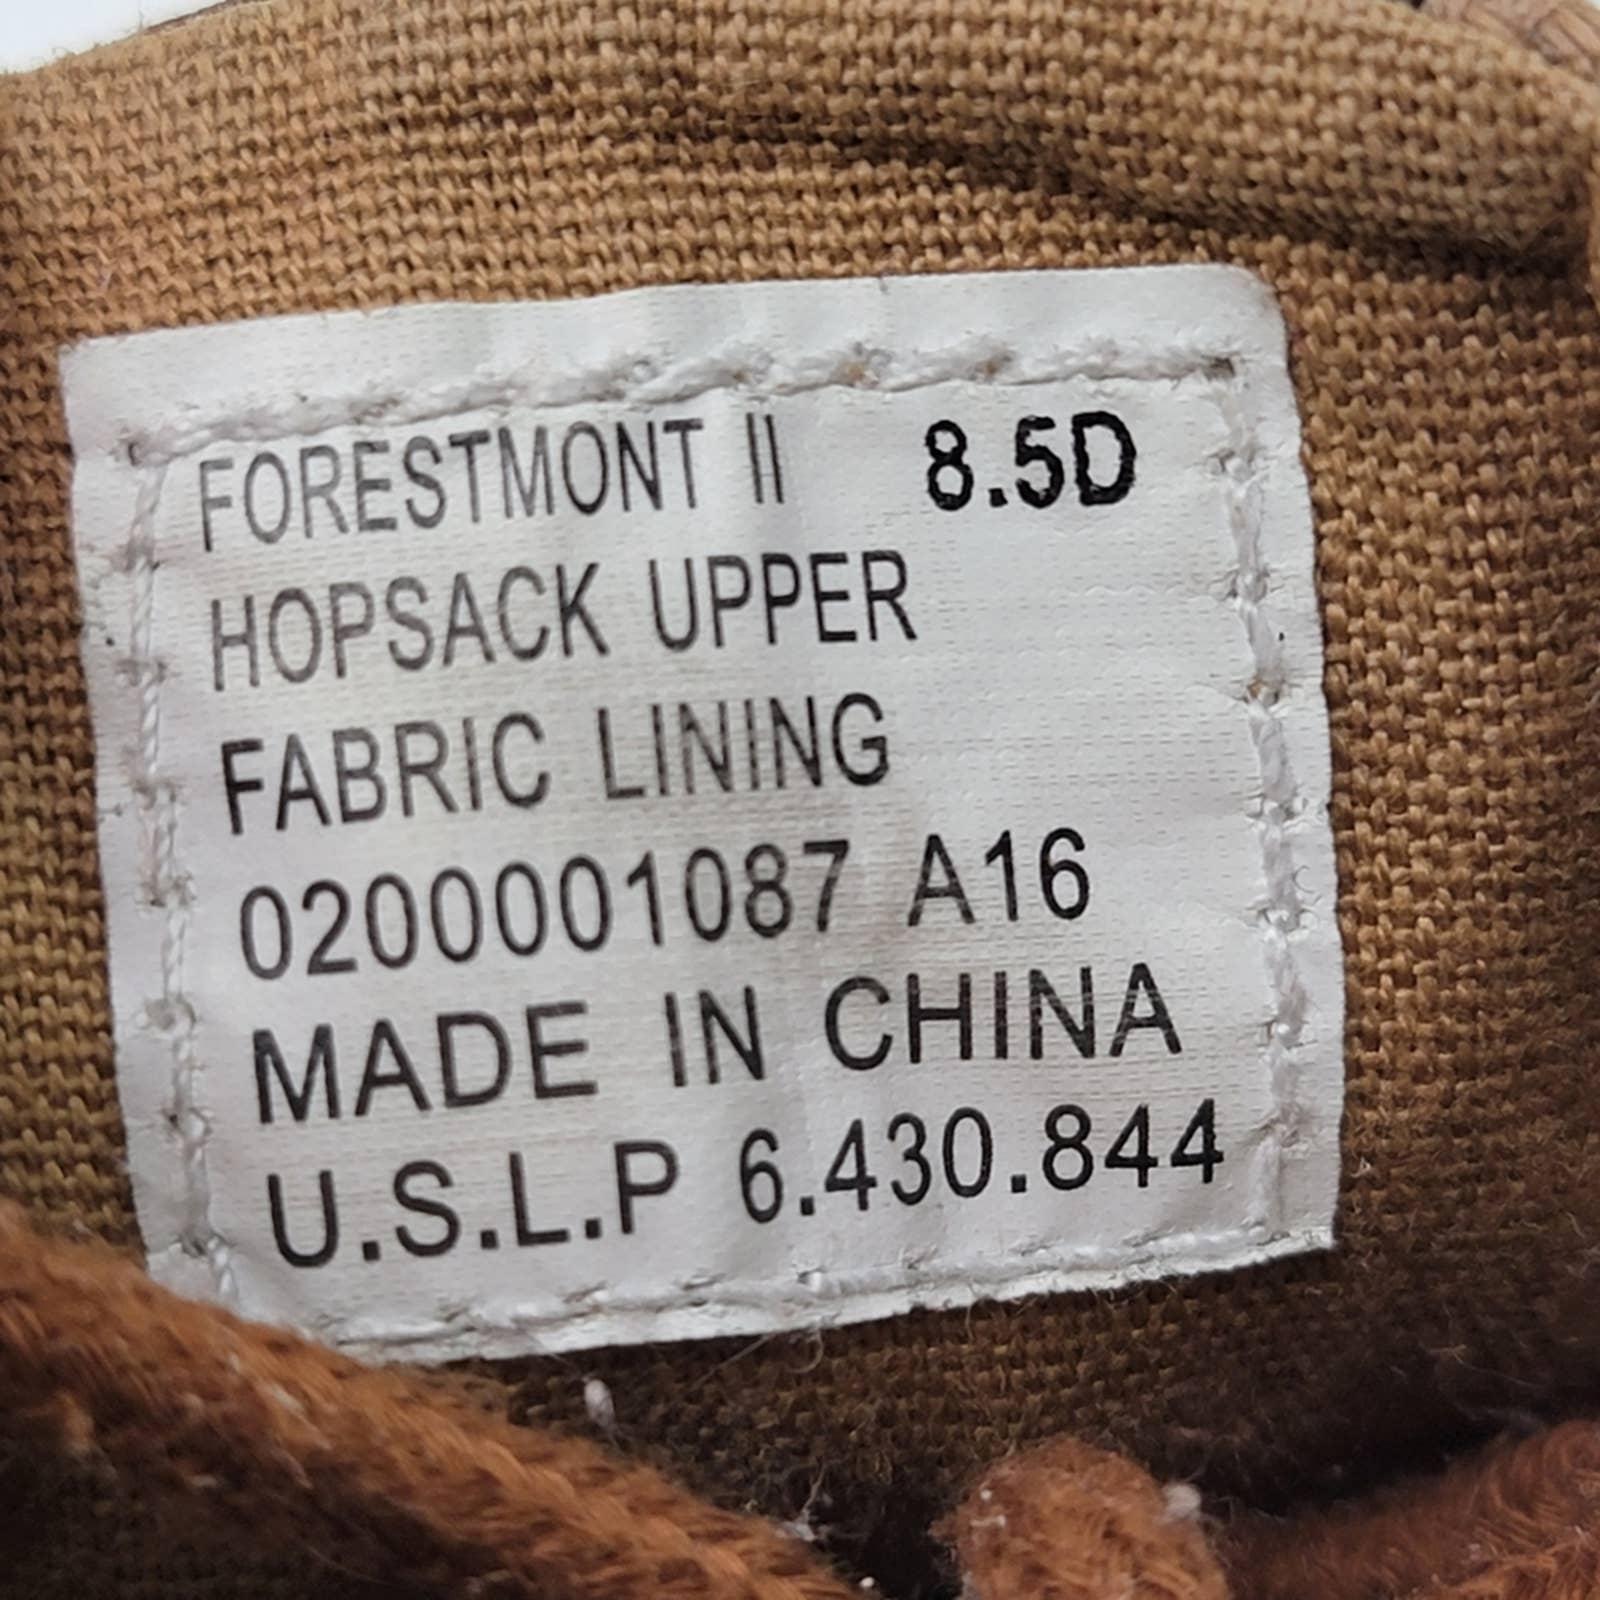 FORESTMONT II 8.5D
HOPSACK UPPER
FABRIC LINING
0200001087 A16
MADE IN CHINA
U.S.L.P 6.430.844